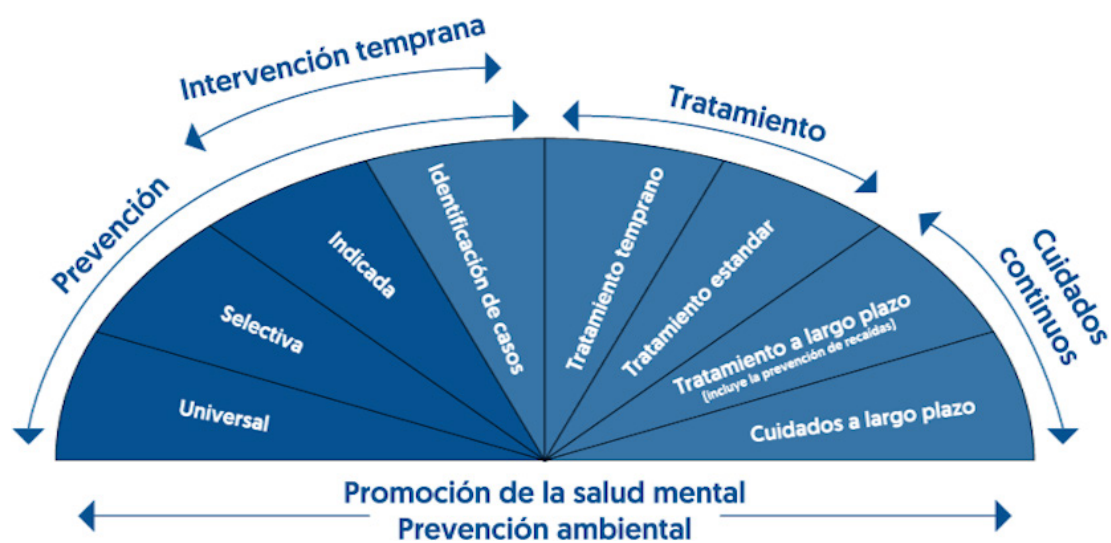 Intervención temprana
Tratamiento
Prevención
Cuidados
continuos
Universal
Selectiva
Indicada
Identificación de casos
Tratamiento temprano
Tratamiento estandar
Tratamiento a largo plazo
(incluye la prevención de recaídas)
Cuidados a largo plazo
Promoción de la salud mental
Prevención ambiental